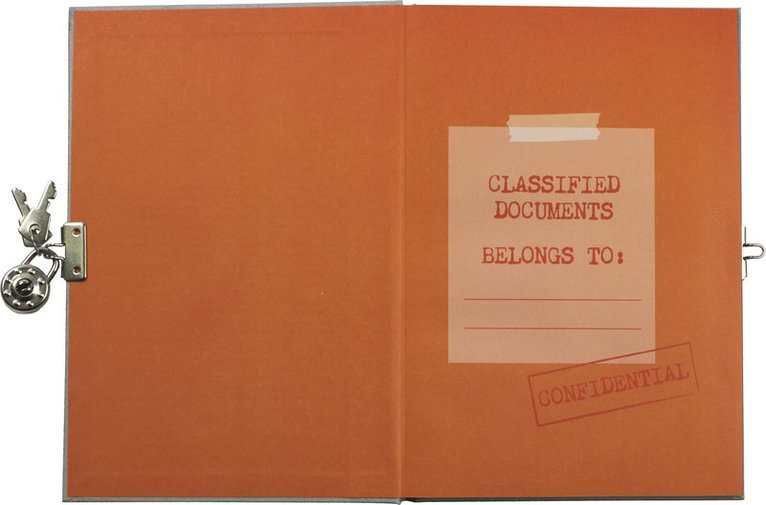 CLASSIFIED
DOCUMENTS
BELONGS TO:
CONFIDENTIAL